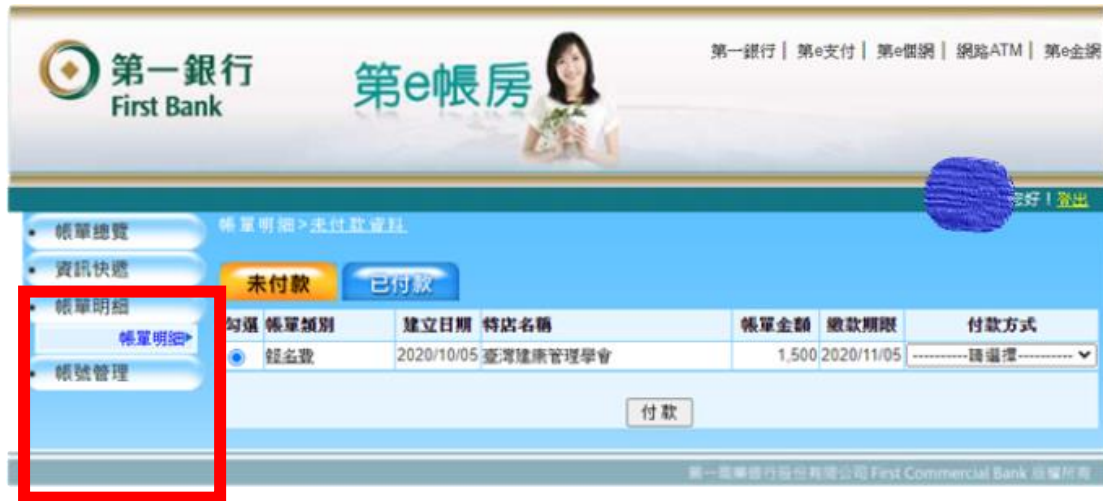 第一銀行
First Bank
第e帳房
第一銀行｜ 第e支付｜ 第e個網｜ 網路ATM｜ 第e金網
您好！登出
帳單總覽
資訊快遞
帳單明細
帳單明細
帳號管理
帳單明細>未付款資料
未付款 已付款
勾選 帳單類別 建立日期 特店名稱 帳單金額 繳款期限 付款方式
報名費 2020/10/05 臺灣健康管理學會 1,500 2020/11/05 -----------請選擇-----------
付款
第一商業銀行股份有限公司 First Commercial Bank 版權所有